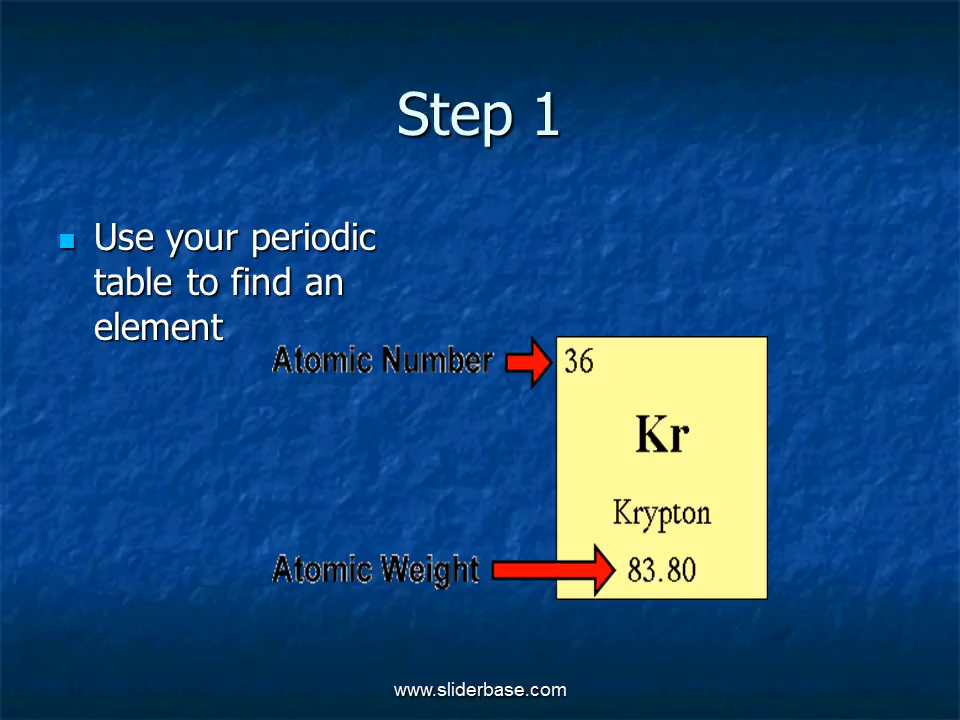 Step 1
Use your periodic
table to find an
element
Atomic Number
36
Kr
Krypton
Atomic Weight
83.80
www.sliderbase.com